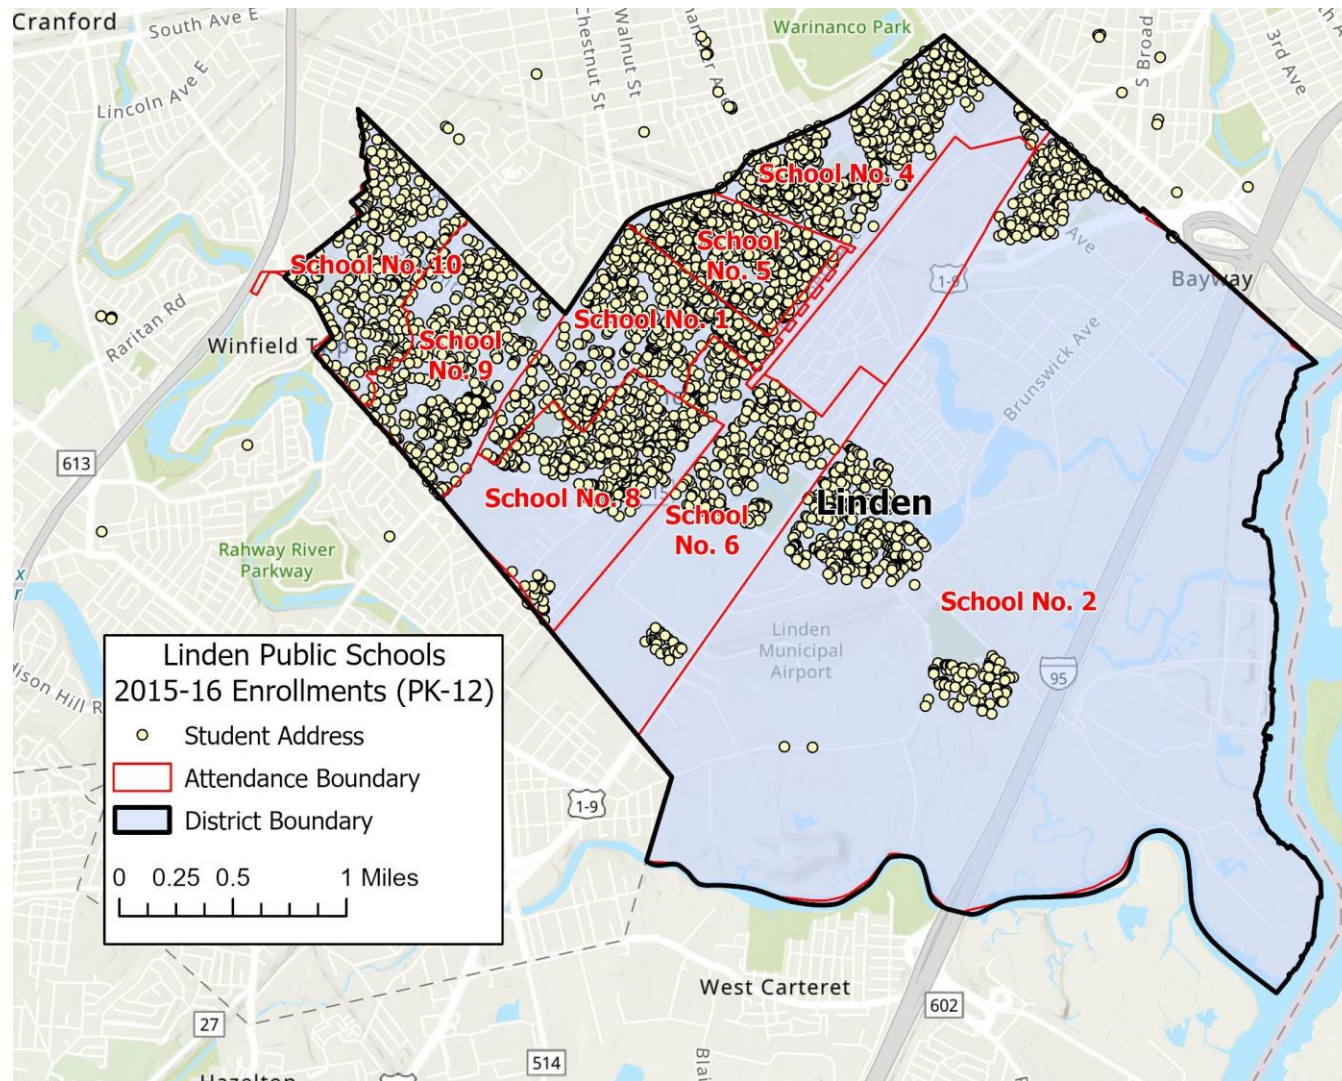 Cranford
South Ave E
Lincoln Ave E
Chestnut St
Walnut St
Warinanco Park
S Broad
3rd Ave
School No. 4
School
No. 5
School No. 10
School No. 1
School
No. 9
Raritan Rd
Winfield
1-9
Ave
Bayway
Brunswick Ave
613
School No. 8
School
No. 6
Linden
Rahway River
Parkway
School No. 2
Linden
Municipal
Airport
95
Linden Public Schools
2015-16 Enrollments (PK-12)
Student Address
Attendance Boundary
District Boundary
0 0.25 0.5 1 Miles
1-9
West Carteret
602
27
514
Hazelton